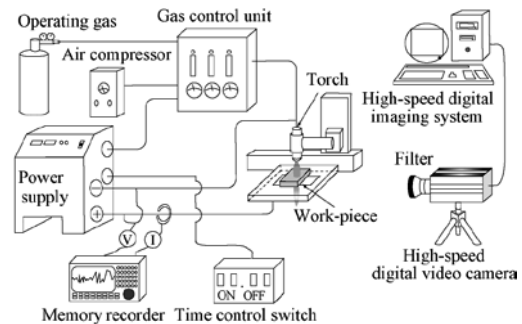 Operating gas
Gas control unit
Air compressor
Torch
High-speed digital
imaging system
Power
supply
Filter
Work-piece
V
I
High-speed
digital video camera
ON OFF
Memory recorder
Time control switch